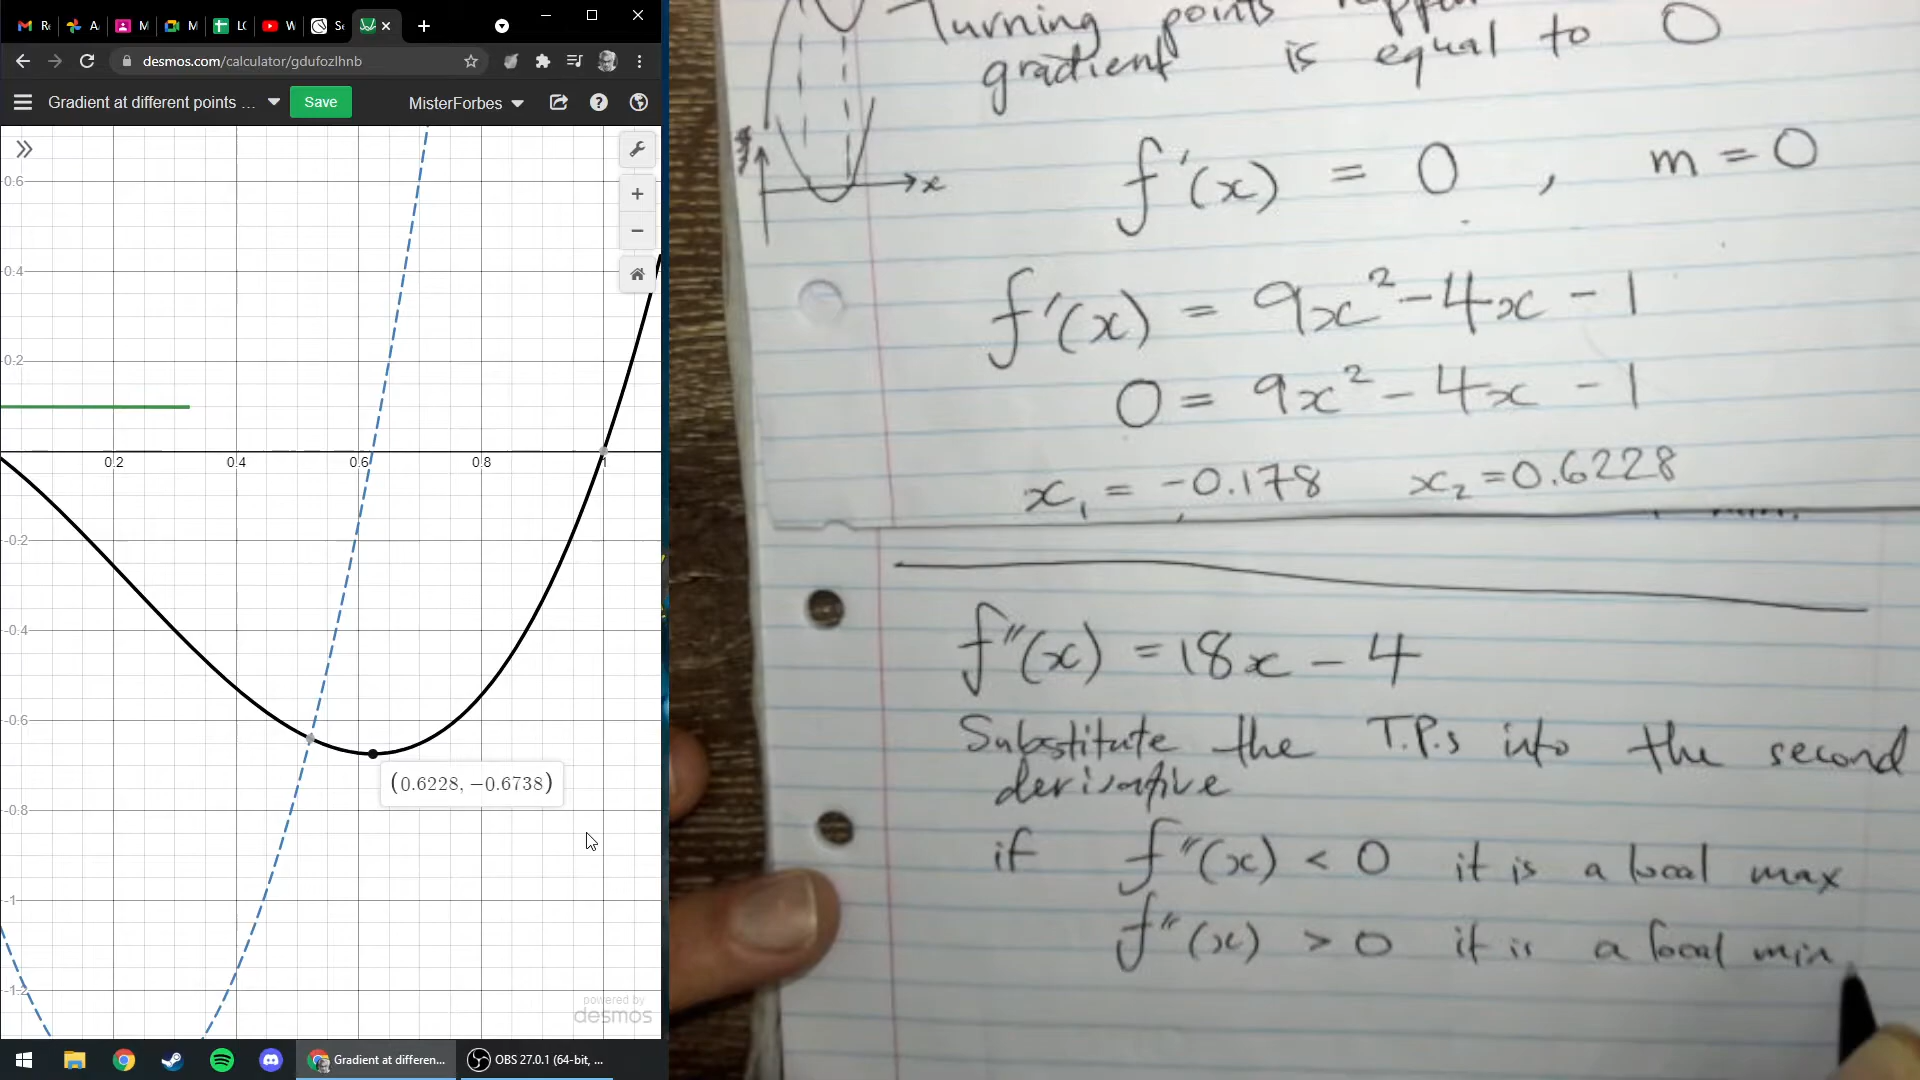 desmos.com/calculator/gdufozlhnb
Gradient at different points ...
Save
MisterForbes
0.6
0.4
0.2
0.2
0.4
0.6
0.8
1
-0.2
-0.4
-0.6
-0.8
-1
-1.2
(0.6228, −0.6738)
powered by
desmos
Gradient at differen...
OBS 27.0.1 (64-bit, ...
Turning points
gradient is equal to 0
x
f'(x) = 0 , m = 0
f'(x) = 9x² - 4x - 1
0 = 9x² - 4x - 1
x₁ = -0.178 x₂ = 0.6228
f''(x) = 18x - 4
Substitute the T.P.s into the second
derivative
if f''(x) < 0 it is a local max
f''(x) > 0 it is a local min